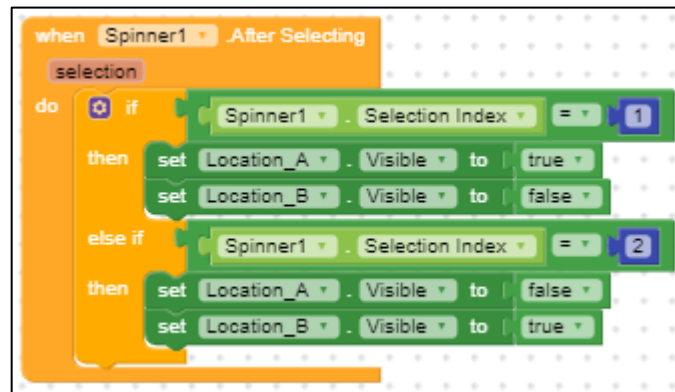 when Spinner1 .After Selecting
selection
do if Spinner1 . Selection Index = 1
then set Location_A . Visible to true
set Location_B . Visible to false
else if Spinner1 . Selection Index = 2
then set Location_A . Visible to false
set Location_B . Visible to true